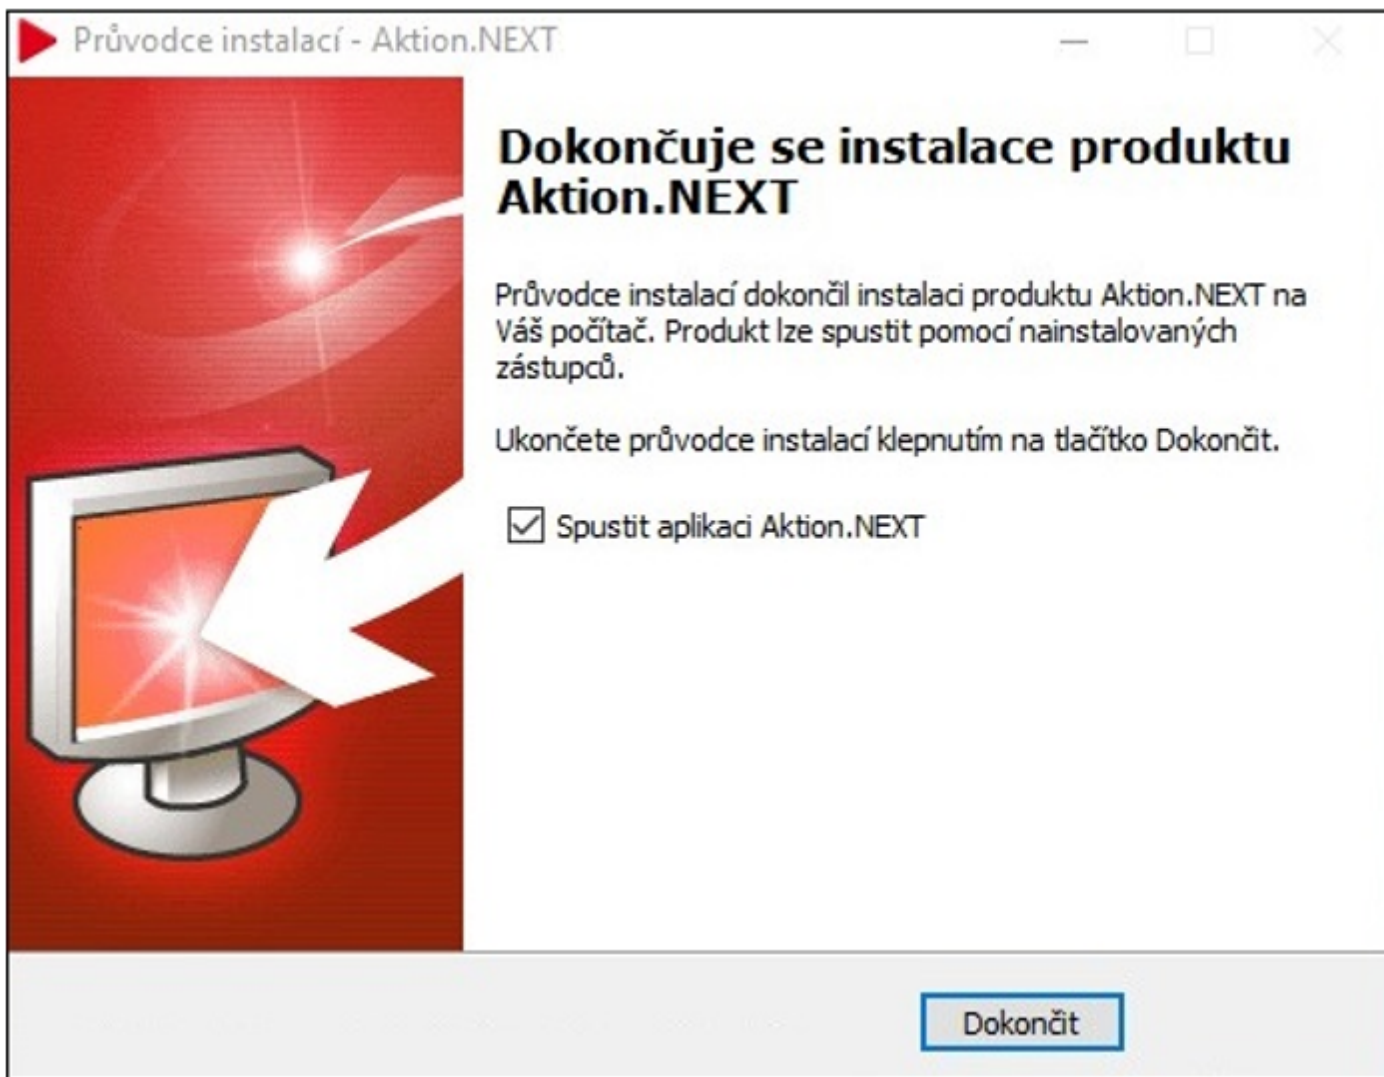 Průvodce instalací - Aktion.NEXT
Dokončuje se instalace produktu
Aktion.NEXT
Průvodce instalací dokončil instalaci produktu Aktion.NEXT na
Váš počítač. Produkt lze spustit pomocí nainstalovaných
zástupců.
Ukončete průvodce instalací klepnutím na tlačítko Dokončit.
Spustit aplikaci Aktion.NEXT
Dokončit